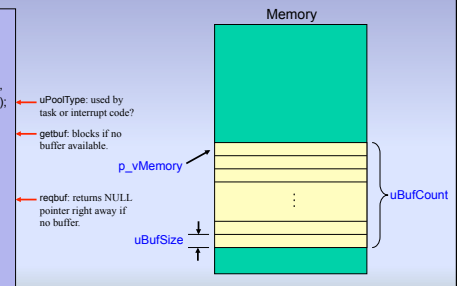 Memory
,
);
uPoolType: used by
task or interrupt code?
getbuf: blocks if no
buffer available.
p_vMemory
reqbuf: returns NULL
pointer right away if
no buffer.
⋮
uBufCount
uBufSize